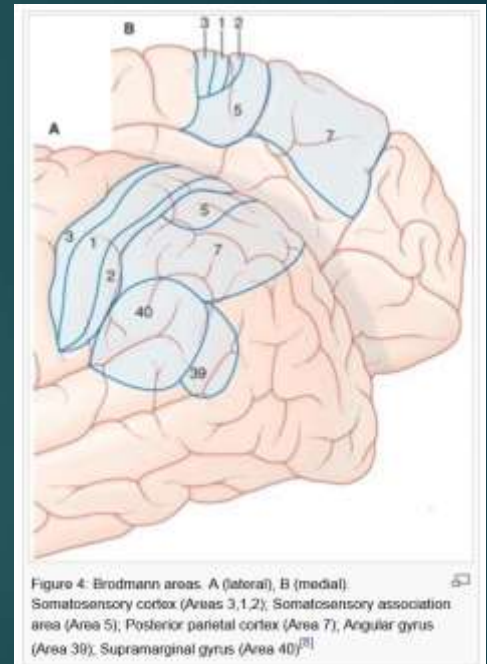 3 1 2
B
5
7
A
5
3
1
7
2
40
39
Figure 4: Brodmann areas. A (lateral), B (medial).
Somatosensory cortex (Areas 3,1,2); Somatosensory association
area (Area 5); Posterior parietal cortex (Area 7); Angular gyrus
(Area 39); Supramarginal gyrus (Area 40)[8]